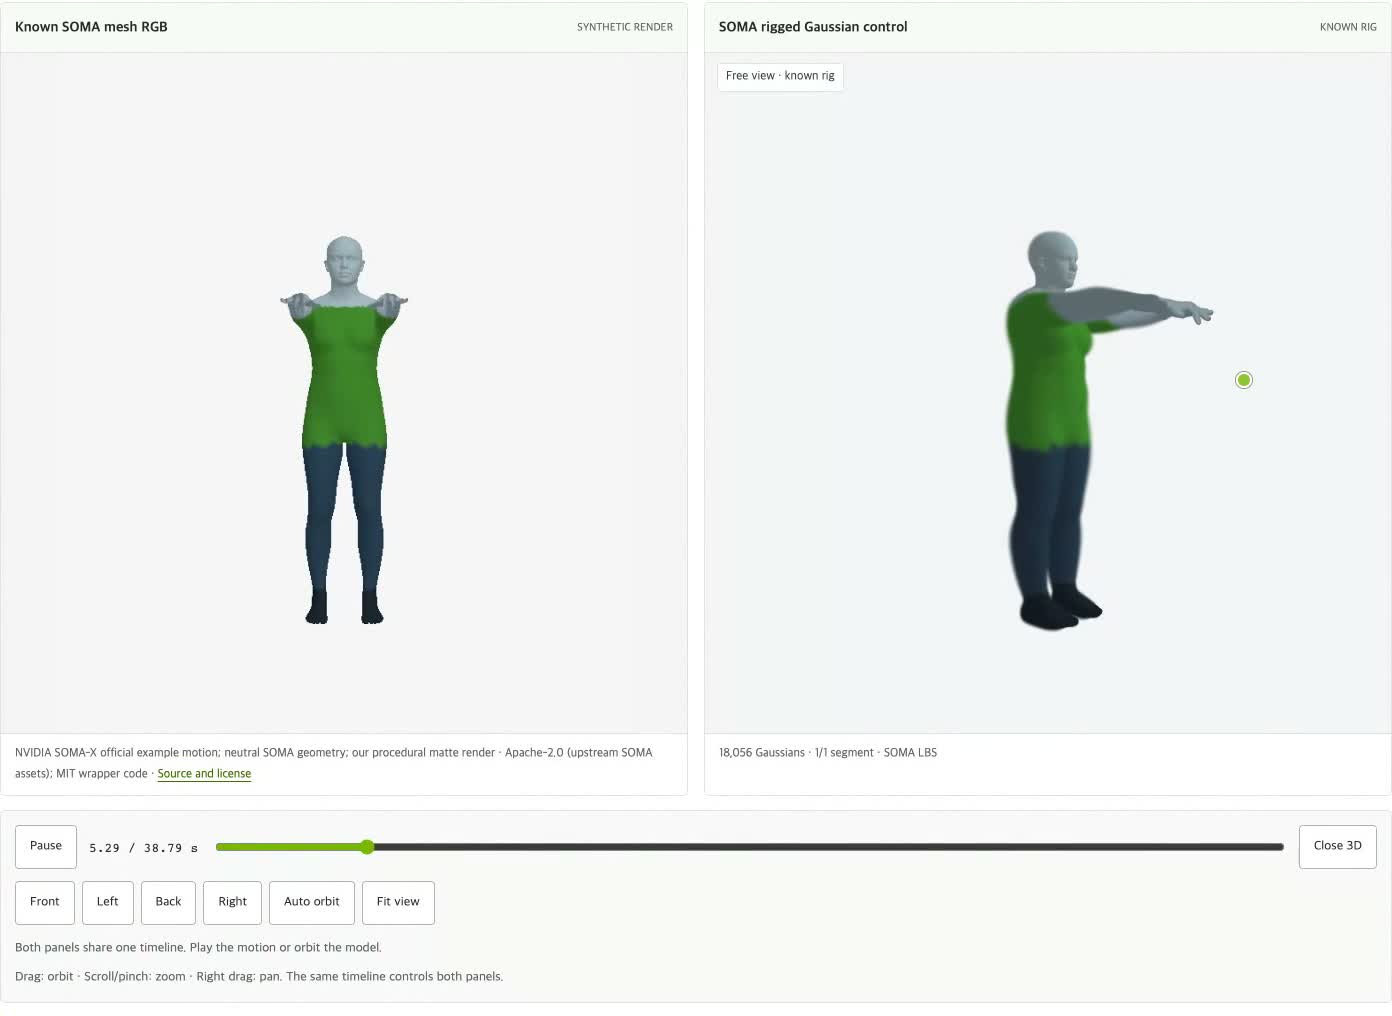 Known SOMA mesh RGB
SYNTHETIC RENDER
SOMA rigged Gaussian control
KNOWN RIG
Free view · known rig
NVIDIA SOMA-X official example motion; neutral SOMA geometry; our procedural matte render · Apache-2.0 (upstream SOMA
assets); MIT wrapper code · Source and license
18,056 Gaussians · 1/1 segment · SOMA LBS
Pause
5.29 / 38.79 s
Close 3D
Front
Left
Back
Right
Auto orbit
Fit view
Both panels share one timeline. Play the motion or orbit the model.
Drag: orbit · Scroll/pinch: zoom · Right drag: pan. The same timeline controls both panels.